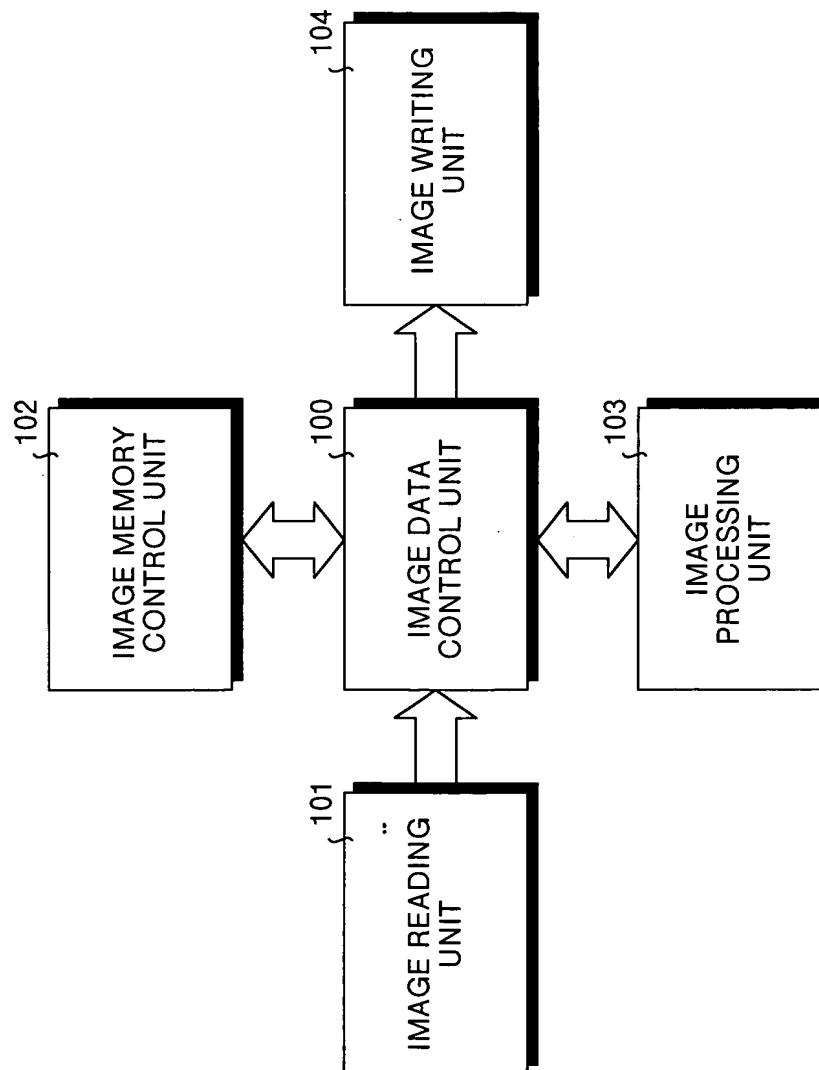 102
IMAGE MEMORY
CONTROL UNIT
101
IMAGE READING
UNIT
100
IMAGE DATA
CONTROL UNIT
104
IMAGE WRITING
UNIT
103
IMAGE
PROCESSING
UNIT